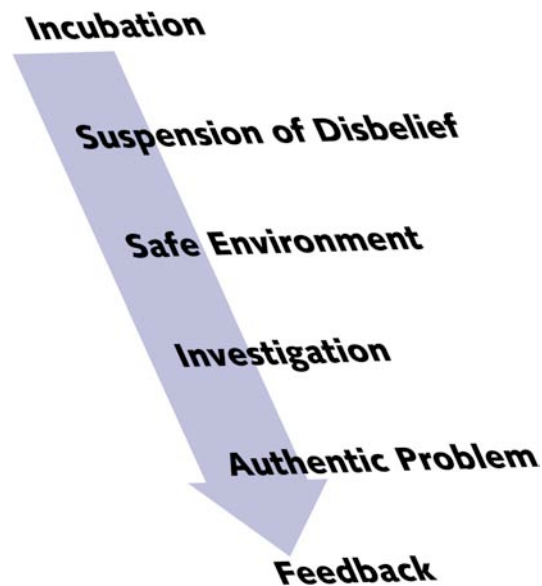 Incubation
Suspension of Disbelief
Safe Environment
Investigation
Authentic Problem
Feedback